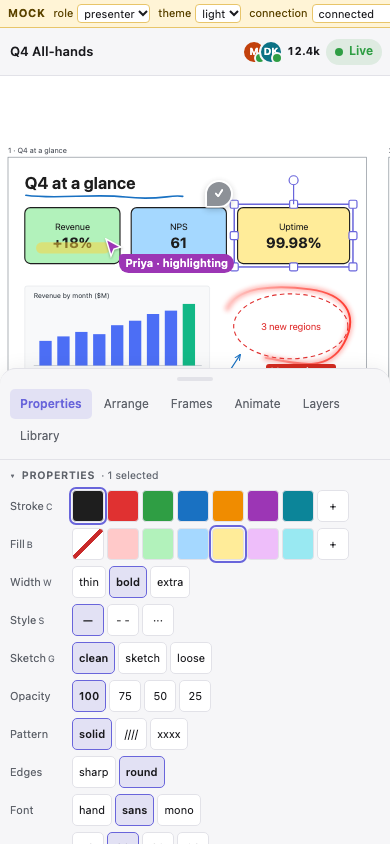 MOCK role presenter theme light connection connected
Q4 All-hands M DK 12.4k Live
1 · Q4 at a glance
Q4 at a glance
Revenue NPS Uptime
+18% 61 99.98%
Priya · highlighting
Revenue by month ($M)
3 new regions
Properties Arrange Frames Animate Layers
Library
PROPERTIES · 1 selected
Stroke C +
Fill B +
Width W thin bold extra
Style S — - - ···
Sketch G clean sketch loose
Opacity 100 75 50 25
Pattern solid //// xxxx
Edges sharp round
Font hand sans mono